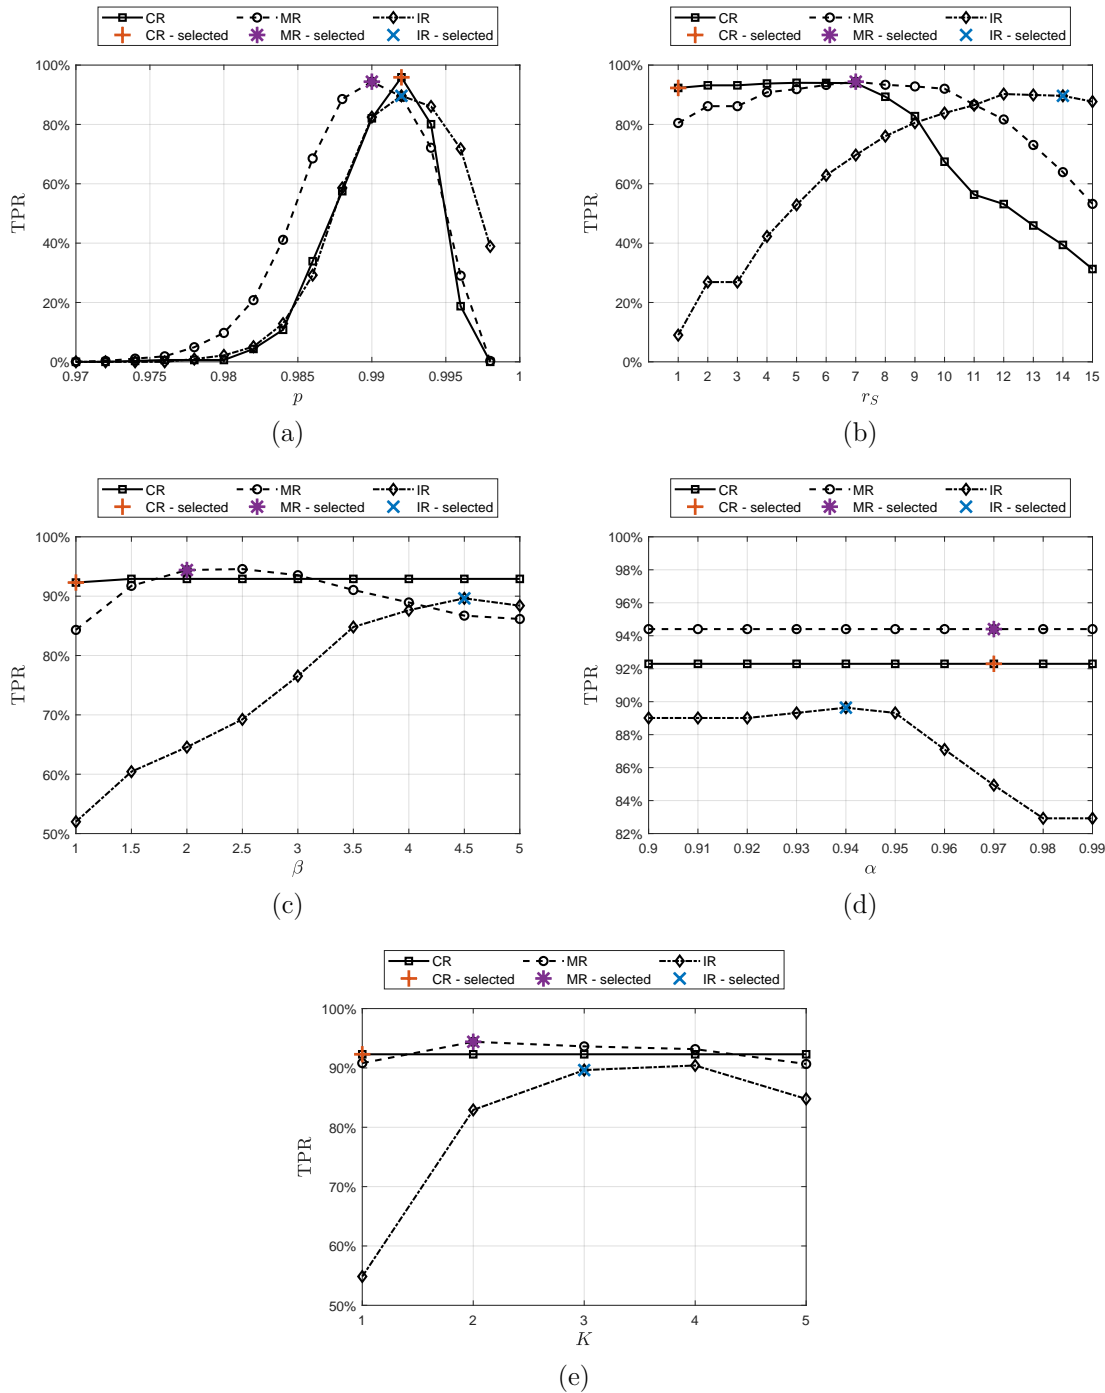 CR MR IR
CR - selected MR - selected IR - selected
100%
80%
60%
40%
20%
0%
TPR
0.97 0.975 0.98 0.985 0.99 0.995 1
p
(a)
CR MR IR
CR - selected MR - selected IR - selected
100%
80%
60%
40%
20%
0%
TPR
1 2 3 4 5 6 7 8 9 10 11 12 13 14 15
r_S
(b)
CR MR IR
CR - selected MR - selected IR - selected
100%
90%
80%
70%
60%
50%
TPR
1 1.5 2 2.5 3 3.5 4 4.5 5
β
(c)
CR MR IR
CR - selected MR - selected IR - selected
100%
98%
96%
94%
92%
90%
88%
86%
84%
82%
TPR
0.9 0.91 0.92 0.93 0.94 0.95 0.96 0.97 0.98 0.99
α
(d)
CR MR IR
CR - selected MR - selected IR - selected
100%
90%
80%
70%
60%
50%
TPR
1 2 3 4 5
K
(e)